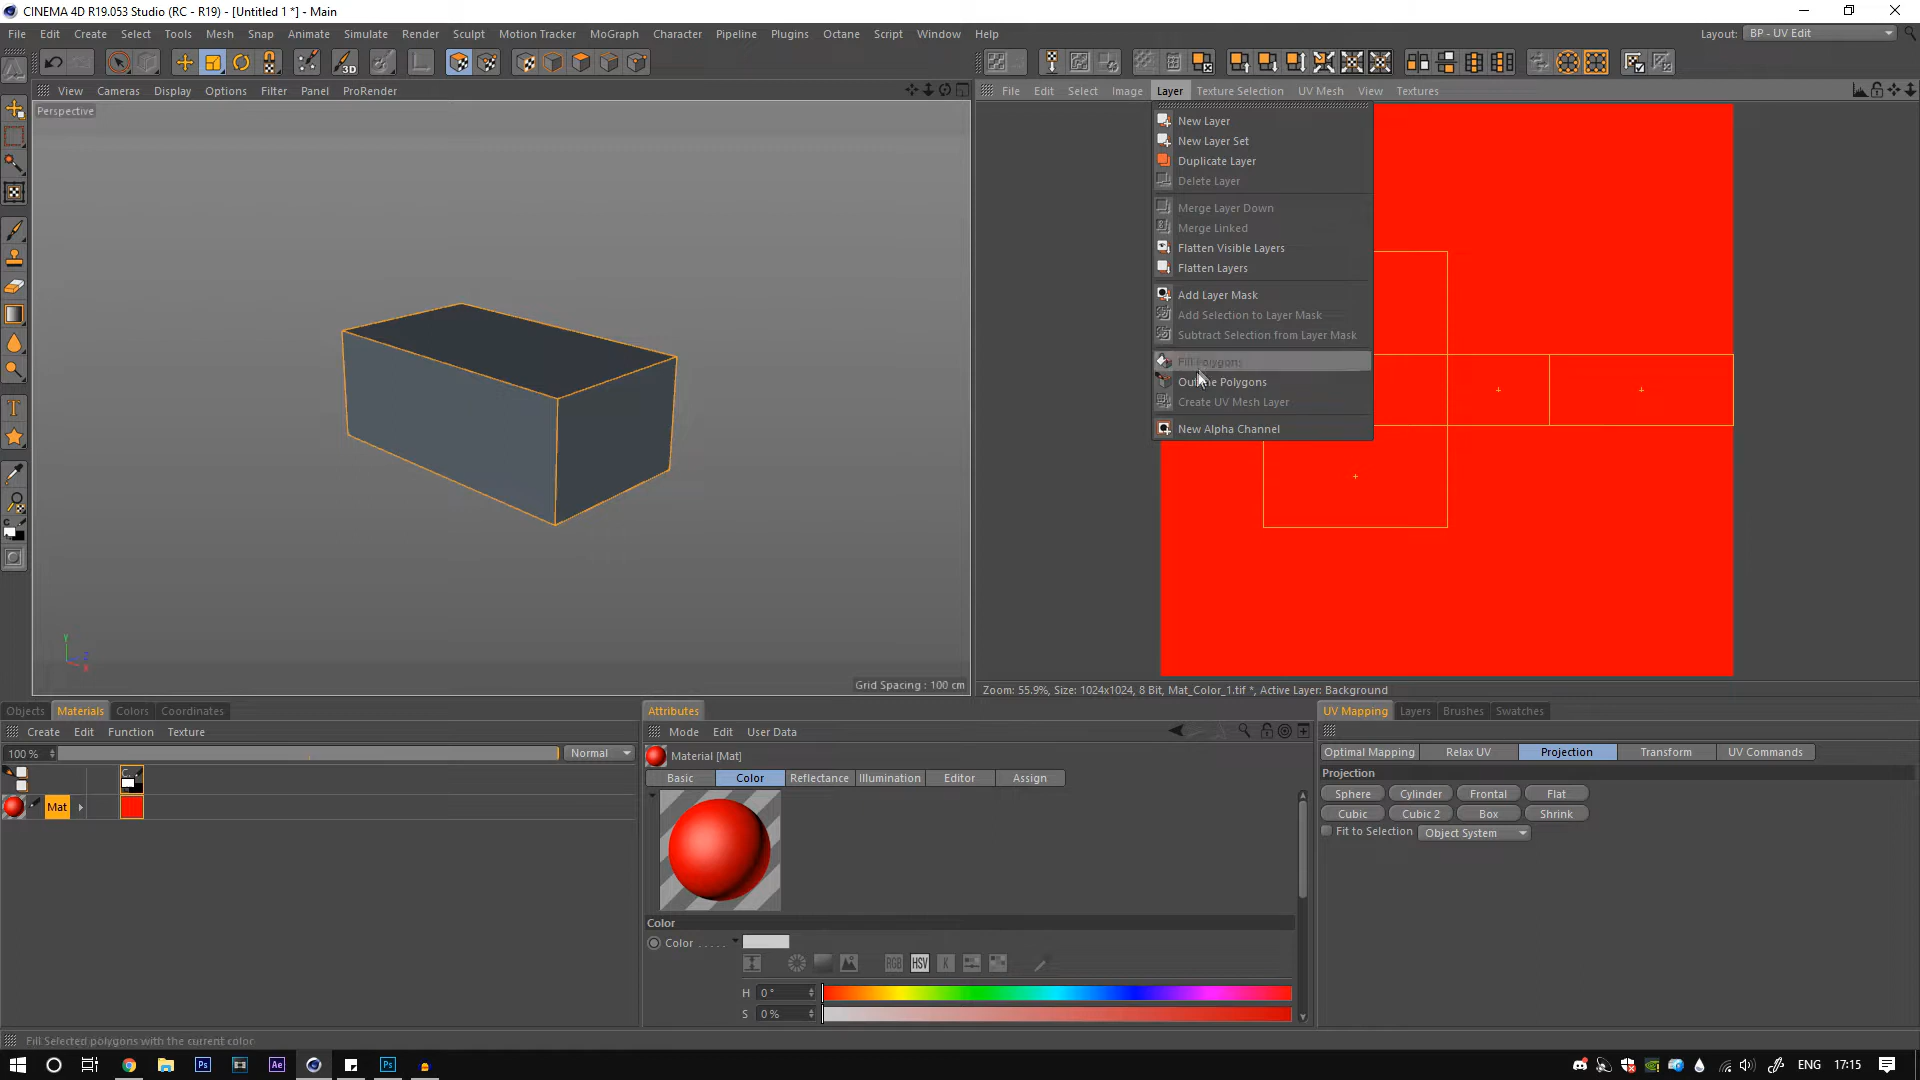 CINEMA 4D R19.053 Studio (RC - R19) - [Untitled 1 *] - Main
File Edit Create Select Tools Mesh Snap Animate Simulate Render Sculpt Motion Tracker MoGraph Character Pipeline Plugins Octane Script Window Help Layout: BP - UV Edit
View Cameras Display Options Filter Panel ProRender
File Edit Select Image Layer Texture Selection UV Mesh View Textures
Perspective
New Layer
New Layer Set
Duplicate Layer
Delete Layer
Merge Layer Down
Merge Linked
Flatten Visible Layers
Flatten Layers
Add Layer Mask
Add Selection to Layer Mask
Subtract Selection from Layer Mask
Fill Polygons
Outline Polygons
Create UV Mesh Layer
New Alpha Channel
Y
Z
X
Grid Spacing : 100 cm
Zoom: 55.9%, Size: 1024x1024, 8 Bit, Mat_Color_1.tif *, Active Layer: Background
Objects Materials Colors Coordinates
Create Edit Function Texture
100 % Normal
C
Mat
Attributes
Mode Edit User Data
Material [Mat]
Basic Color Reflectance Illumination Editor Assign
Color
Color
RGB HSV K
H 0 °
S 0 %
UV Mapping Layers Brushes Swatches
Optimal Mapping Relax UV Projection Transform UV Commands
Projection
Sphere Cylinder Frontal Flat
Cubic Cubic 2 Box Shrink
Fit to Selection Object System
Fill Selected polygons with the current color
Ps Ae Ps ENG 17:15